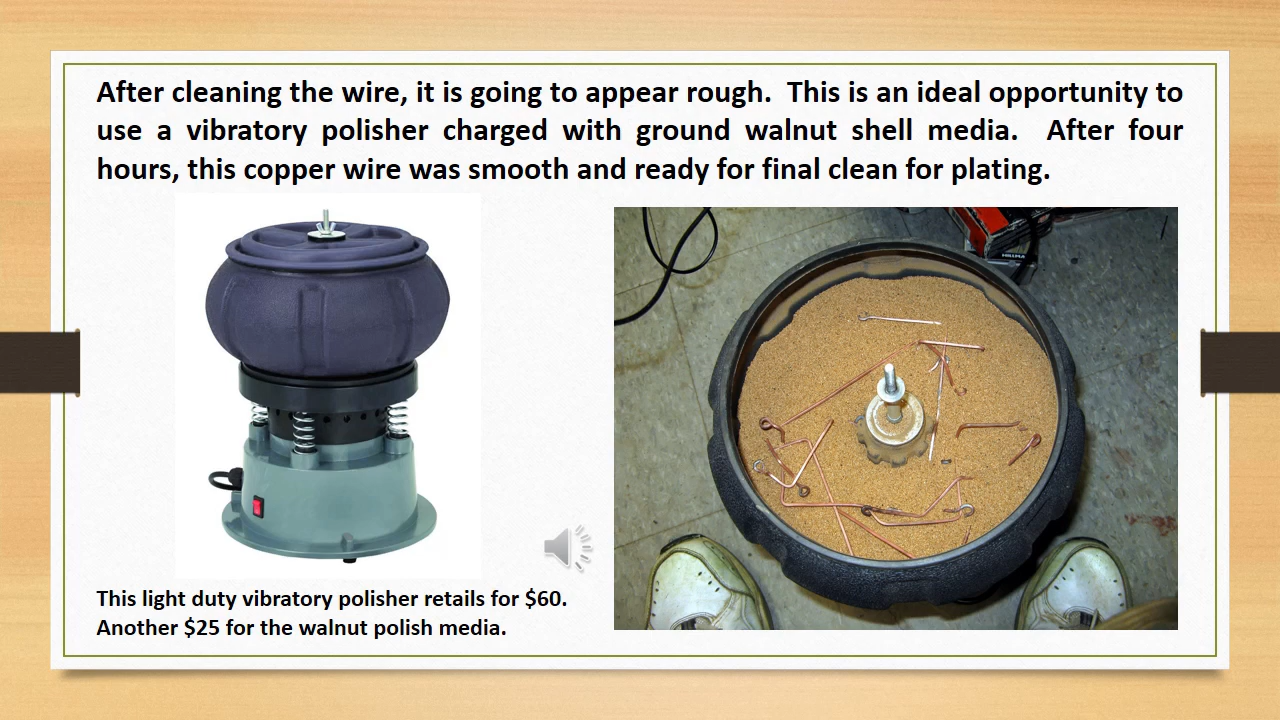 After cleaning the wire, it is going to appear rough.  This is an ideal opportunity to
use a vibratory polisher charged with ground walnut shell media.  After four
hours, this copper wire was smooth and ready for final clean for plating.
HILLMAN
This light duty vibratory polisher retails for $60.
Another $25 for the walnut polish media.